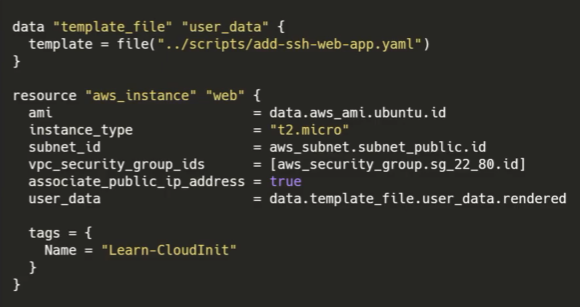 data "template_file" "user_data" {
  template = file("../scripts/add-ssh-web-app.yaml")
}

resource "aws_instance" "web" {
  ami                         = data.aws_ami.ubuntu.id
  instance_type               = "t2.micro"
  subnet_id                   = aws_subnet.subnet_public.id
  vpc_security_group_ids      = [aws_security_group.sg_22_80.id]
  associate_public_ip_address = true
  user_data                   = data.template_file.user_data.rendered

  tags = {
    Name = "Learn-CloudInit"
  }
}